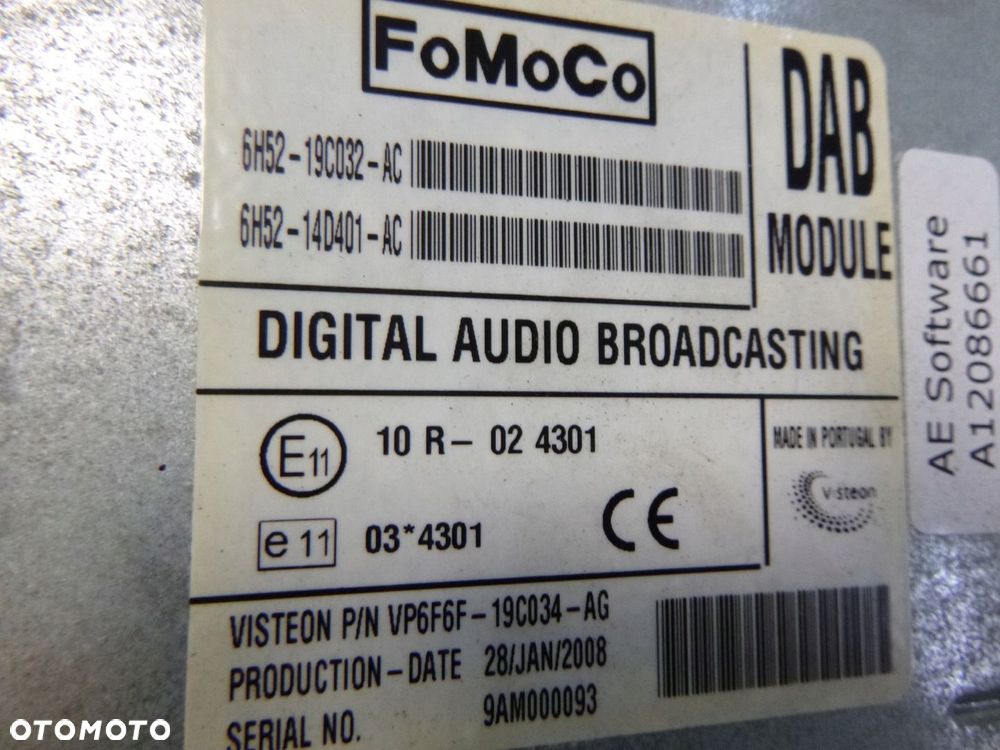 FoMoCo
6H52-19C032-AC
6H52-14D401-AC
DAB
MODULE
DIGITAL AUDIO BROADCASTING
E11 10 R- 02 4301
e 11 03*4301
CE
MADE IN PORTUGAL BY
Visteon
VISTEON P/N VP6F6F-19C034-AG
PRODUCTION-DATE 28/JAN/2008
SERIAL NO. 9AM000093
AE Software
A12086661
OTOMOTO